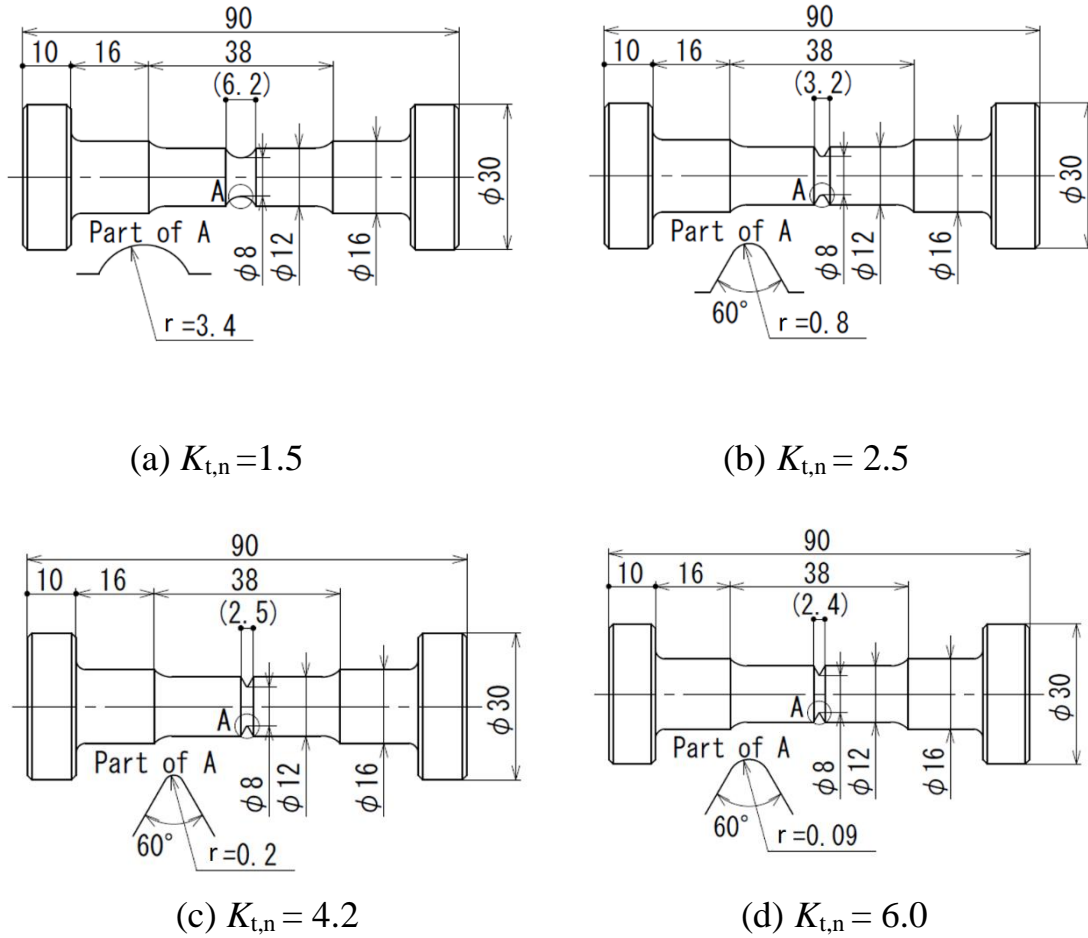 90
10 16 38
(6.2)
A
Part of A
φ8
φ12
φ16
φ30
r=3.4
(a) Kt,n =1.5
90
10 16 38
(3.2)
A
Part of A
60°
φ8
φ12
φ16
φ30
r=0.8
(b) Kt,n = 2.5
90
10 16 38
(2.5)
A
Part of A
60°
φ8
φ12
φ16
φ30
r=0.2
(c) Kt,n = 4.2
90
10 16 38
(2.4)
A
Part of A
60°
φ8
φ12
φ16
φ30
r=0.09
(d) Kt,n = 6.0